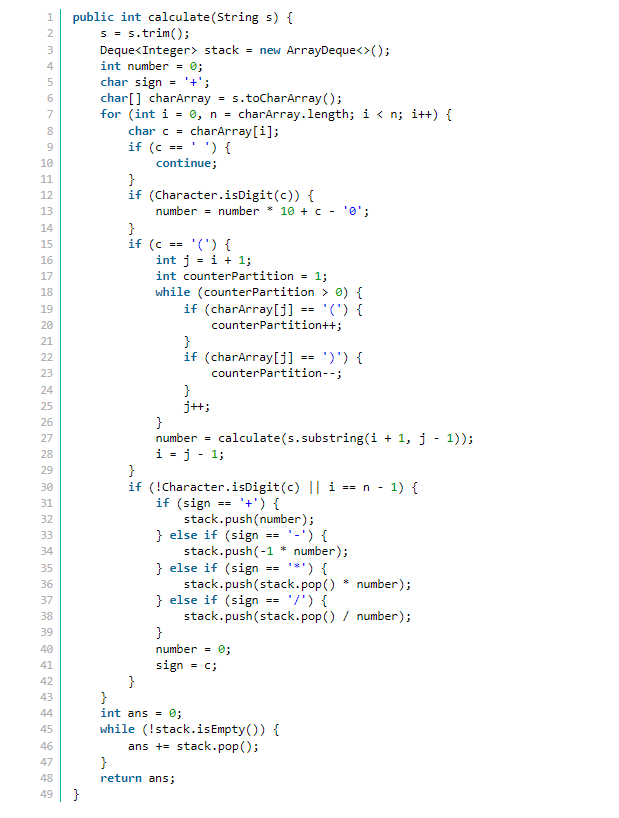 1 public int calculate(String s) {
2     s = s.trim();
3     Deque<Integer> stack = new ArrayDeque<>();
4     int number = 0;
5     char sign = '+';
6     char[] charArray = s.toCharArray();
7     for (int i = 0, n = charArray.length; i < n; i++) {
8         char c = charArray[i];
9         if (c == ' ') {
10             continue;
11         }
12         if (Character.isDigit(c)) {
13             number = number * 10 + c - '0';
14         }
15         if (c == '(') {
16             int j = i + 1;
17             int counterPartition = 1;
18             while (counterPartition > 0) {
19                 if (charArray[j] == '(') {
20                     counterPartition++;
21                 }
22                 if (charArray[j] == ')') {
23                     counterPartition--;
24                 }
25                 j++;
26             }
27             number = calculate(s.substring(i + 1, j - 1));
28             i = j - 1;
29         }
30         if (!Character.isDigit(c) || i == n - 1) {
31             if (sign == '+') {
32                 stack.push(number);
33             } else if (sign == '-') {
34                 stack.push(-1 * number);
35             } else if (sign == '*') {
36                 stack.push(stack.pop() * number);
37             } else if (sign == '/') {
38                 stack.push(stack.pop() / number);
39             }
40             number = 0;
41             sign = c;
42         }
43     }
44     int ans = 0;
45     while (!stack.isEmpty()) {
46         ans += stack.pop();
47     }
48     return ans;
49 }